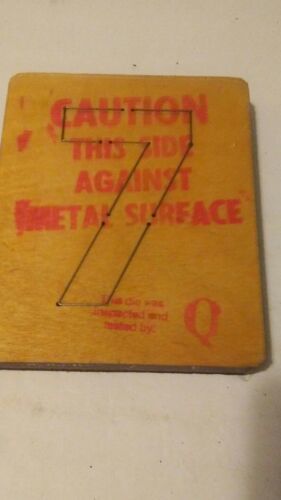 CAUTION
THIS SIDE
AGAINST
METAL SURFACE
This die was
inspected and
tested by:
Q
7